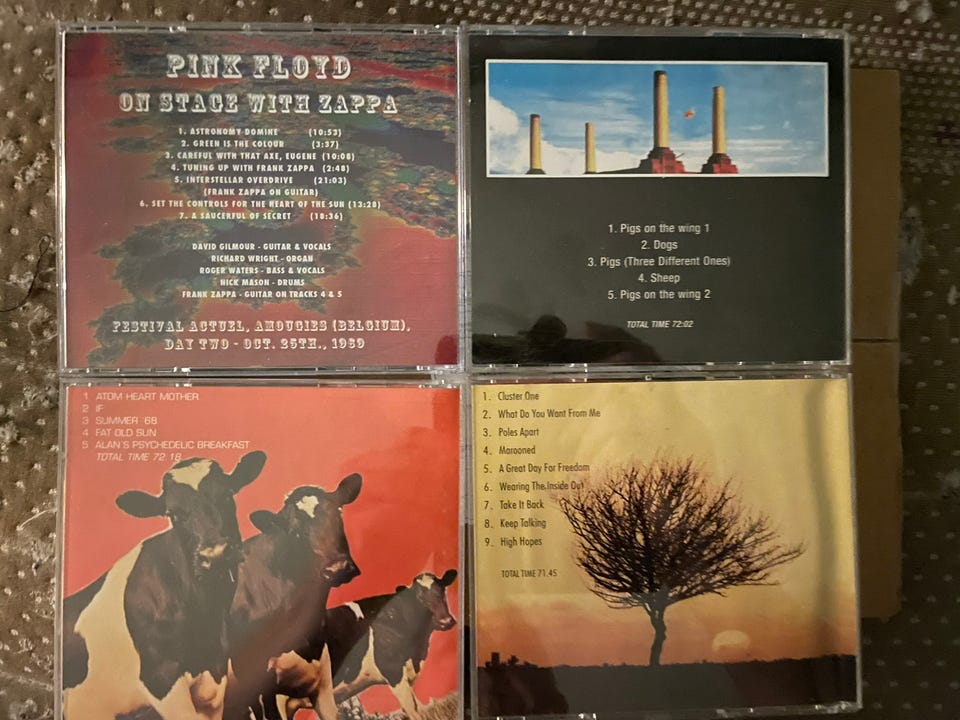 PINK FLOYD
ON STAGE WITH ZAPPA
1. ASTRONOMY DOMINE (10:53)
2. GREEN IS THE COLOUR (3:37)
3. CAREFUL WITH THAT AXE, EUGENE (10:08)
4. TUNING UP WITH FRANK ZAPPA (2:48)
5. INTERSTELLAR OVERDRIVE (21:03)
(FRANK ZAPPA ON GUITAR)
6. SET THE CONTROLS FOR THE HEART OF THE SUN (13:28)
7. A SAUCERFUL OF SECRET (18:36)
DAVID GILMOUR - GUITAR & VOCALS
RICHARD WRIGHT - ORGAN
ROGER WATERS - BASS & VOCALS
NICK MASON - DRUMS
FRANK ZAPPA - GUITAR ON TRACKS 4 & 5
FESTIVAL ACTUEL, AMOUGIES (BELGIUM),
DAY TWO - OCT. 25TH., 1969
1. Pigs on the wing 1
2. Dogs
3. Pigs (Three Different Ones)
4. Sheep
5. Pigs on the wing 2
TOTAL TIME 72:02
1 ATOM HEART MOTHER
2 IF
3 SUMMER '68
4 FAT OLD SUN
5 ALAN'S PSYCHEDELIC BREAKFAST
TOTAL TIME 72.18
1. Cluster One
2. What Do You Want From Me
3. Poles Apart
4. Marooned
5. A Great Day For Freedom
6. Wearing The Inside Out
7. Take It Back
8. Keep Talking
9. High Hopes
TOTAL TIME 71.45